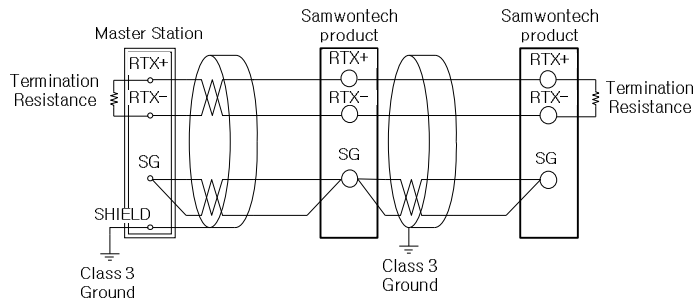 Master Station
Samwontech
product
Samwontech
product
RTX+
RTX-
SG
SHIELD
RTX+
RTX-
SG
RTX+
RTX-
SG
Termination
Resistance
Termination
Resistance
Class 3
Ground
Class 3
Ground